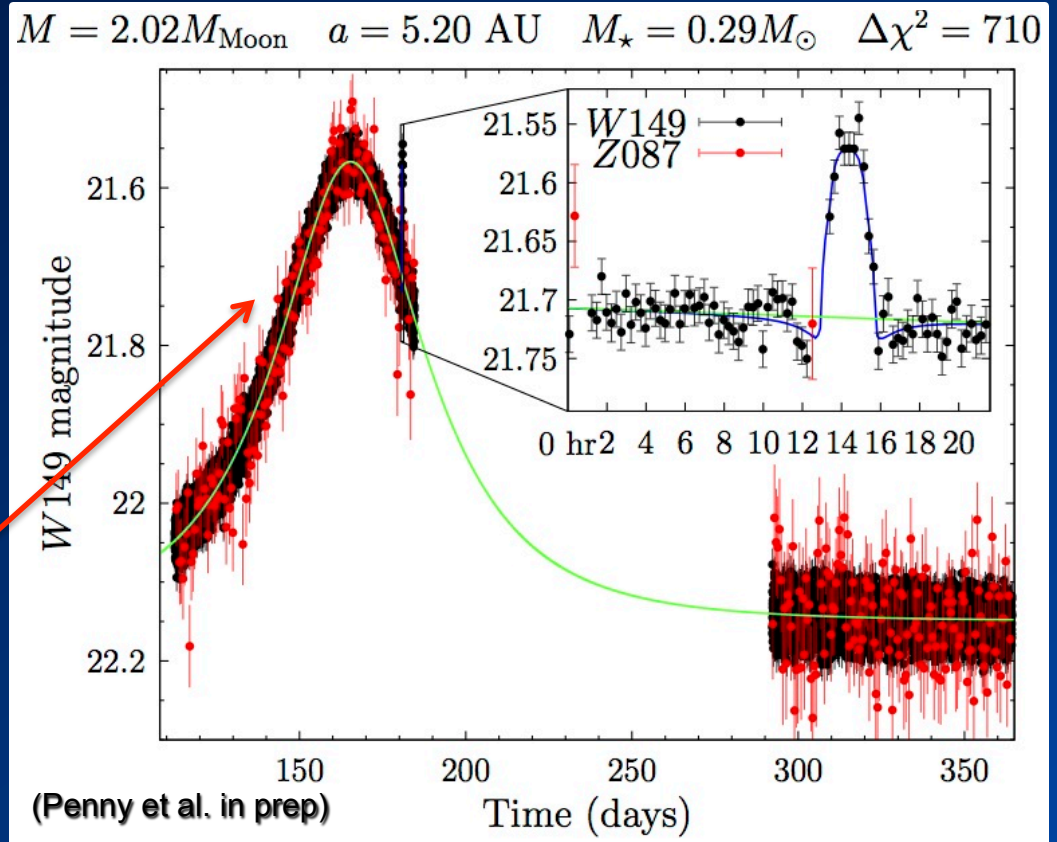 M = 2.02M_Moon   a = 5.20 AU   M_⋆ = 0.29M_⊙   Δχ² = 710
W149
Z087
21.55
21.6
21.65
21.7
21.75
0 hr 2 4 6 8 10 12 14 16 18 20
W149 magnitude
21.6
21.8
22
22.2
150 200 250 300 350
Time (days)
(Penny et al. in prep)